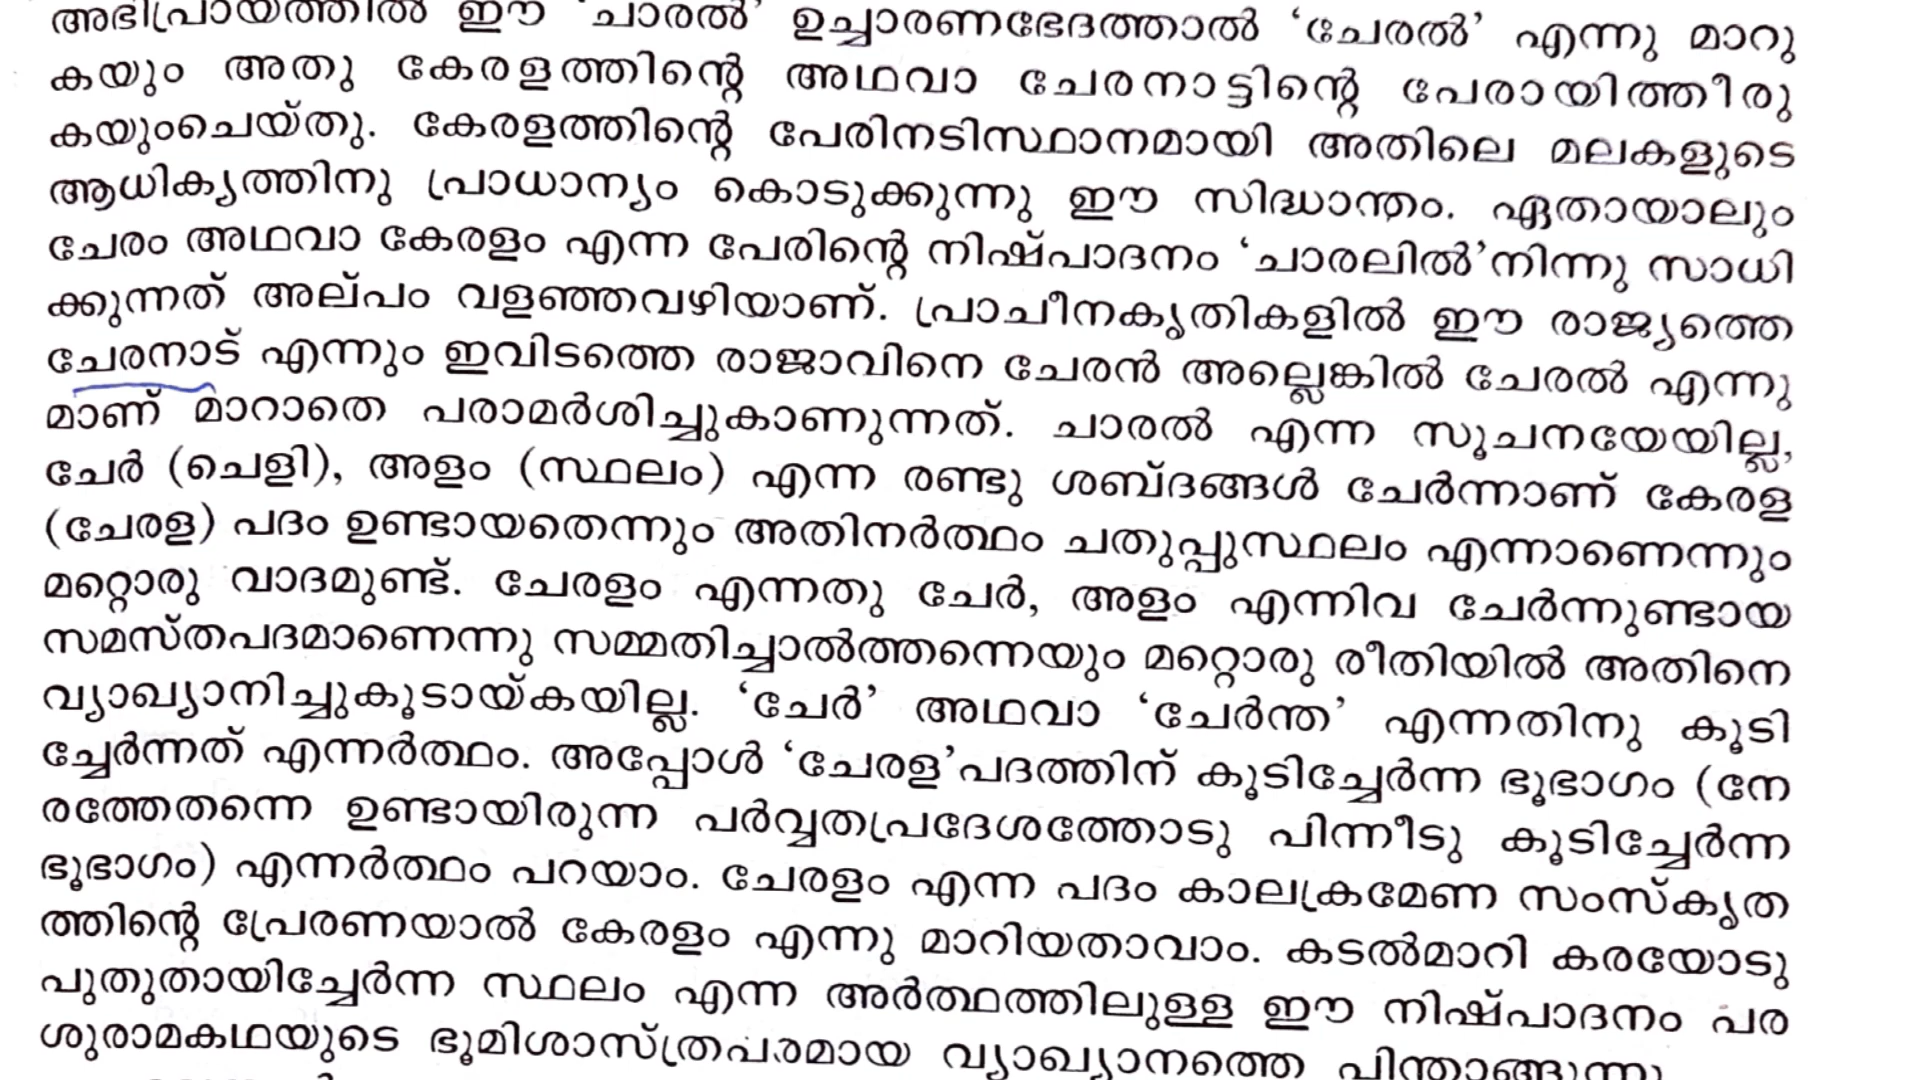 അഭിപ്രായത്തിൽ ഈ ‘ചാരൽ’ ഉച്ചാരണഭേദത്താൽ ‘ചേരൽ’ എന്നു മാറു
കയും അതു കേരളത്തിന്റെ അഥവാ ചേരനാട്ടിന്റെ പേരായിത്തീരു
കയുംചെയ്തു. കേരളത്തിന്റെ പേരിനടിസ്ഥാനമായി അതിലെ മലകളുടെ
ആധിക്യത്തിനു പ്രാധാന്യം കൊടുക്കുന്നു ഈ സിദ്ധാന്തം. ഏതായാലും
ചേരം അഥവാ കേരളം എന്ന പേരിന്റെ നിഷ്പാദനം ‘ചാരലിൽ’നിന്നു സാധി
ക്കുന്നത് അല്പം വളഞ്ഞവഴിയാണ്. പ്രാചീനകൃതികളിൽ ഈ രാജ്യത്തെ
ചേരനാട് എന്നും ഇവിടത്തെ രാജാവിനെ ചേരൻ അല്ലെങ്കിൽ ചേരൽ എന്നു
മാണ് മാറാതെ പരാമർശിച്ചുകാണുന്നത്. ചാരൽ എന്ന സൂചനയേയില്ല,
ചേർ (ചെളി), അളം (സ്ഥലം) എന്ന രണ്ടു ശബ്ദങ്ങൾ ചേർന്നാണ് കേരള
(ചേരള) പദം ഉണ്ടായതെന്നും അതിനർത്ഥം ചതുപ്പുസ്ഥലം എന്നാണെന്നും
മറ്റൊരു വാദമുണ്ട്. ചേരളം എന്നതു ചേർ, അളം എന്നിവ ചേർന്നുണ്ടായ
സമസ്തപദമാണെന്നു സമ്മതിച്ചാൽത്തന്നെയും മറ്റൊരു രീതിയിൽ അതിനെ
വ്യാഖ്യാനിച്ചുകൂടായ്കയില്ല. ‘ചേർ’ അഥവാ ‘ചേർന്ത’ എന്നതിനു കൂടി
ച്ചേർന്നത് എന്നർത്ഥം. അപ്പോൾ ‘ചേരള’പദത്തിന് കൂടിച്ചേർന്ന ഭൂഭാഗം (നേ
രത്തേതന്നെ ഉണ്ടായിരുന്ന പർവ്വതപ്രദേശത്തോടു പിന്നീടു കൂടിച്ചേർന്ന
ഭൂഭാഗം) എന്നർത്ഥം പറയാം. ചേരളം എന്ന പദം കാലക്രമേണ സംസ്കൃത
ത്തിന്റെ പ്രേരണയാൽ കേരളം എന്നു മാറിയതാവാം. കടൽമാറി കരയോടു
പുതുതായിച്ചേർന്ന സ്ഥലം എന്ന അർത്ഥത്തിലുള്ള ഈ നിഷ്പാദനം പര
ശുരാമകഥയുടെ ഭൂമിശാസ്ത്രപരമായ വ്യാഖ്യാനത്തെ പിന്താങ്ങുന്നു.